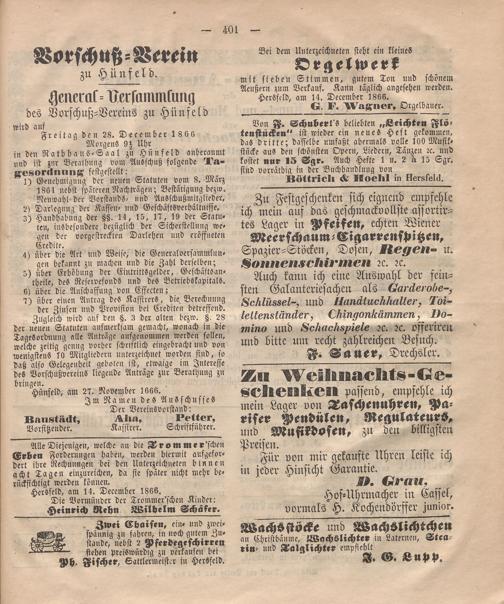 — 401 —
Vorschuß-Verein
zu Hünfeld.
General-Versammlung
des Vorschuß-Vereins zu Hünfeld
wird auf
Freitag den 28. December 1866
Morgens 9½ Uhr
in den Rathhaus-Saal zu Hünfeld anberaumt
und ist zur Berathung vom Ausschuß folgende Ta-
gesordnung festgestellt:
1) Genehmigung der neuen Statuten vom 8. März
1861 nebst späteren Nachträgen; Bestätigung bezw.
Neuwahl der Vorstands- und Ausschußmitglieder,
2) Darlegung der Kassen- und Geschäftsverhältnisse,
3) Handhabung der §§. 14, 15, 17, 19 der Statu-
ten, insbesondere bezüglich der Sicherstellung we-
gen der vorgestreckten Darlehen und eröffneten
Credite.
4) über die Art und Weise, die Generalversammlun-
gen bekannt zu machen und die Zahl derselben;
5) über Erhöhung der Eintrittsgelder, Geschäftsan-
theile, des Reservefonds und des Betriebskapitals.
6) über die Anschaffung von Effecten;
7) über einen Antrag des Kassirers, die Berechnung
der Zinsen und Provision der Credite betreffend.
Zugleich wird auf den § 3 der alten bezw. § 28
der neuen Statuten aufmerksam gemacht, wonach in die
Tagesordnung alle Anträge aufgenommen werden sollen,
welche zeitig genug vorher schriftlich eingebracht und von
wenigstens 10 Mitgliedern unterzeichnet worden sind, so
daß also Gelegenheit geboten ist, etwaige im Interesse
des Vorschußvereins liegende Anträge zur Berathung zu
bringen.
Hünfeld, am 27. November 1866.
Im Namen des Ausschusses
Der Vereinsvorstand:
Baustädt, Aha, Petter,
Vorsitzender. Kassirer. Schriftführer.
Alle Diejenigen, welche an die Trommer'schen
Erben Forderungen haben, werden hiermit aufgefor-
dert ihre Rechnungen bei den Unterzeichneten binnen
acht Tagen einzureichen, da sie später nicht mehr be-
rücksichtigt werden können.
Hersfeld, am 14. December 1866.
Die Vormünder der Trommer'schen Kinder:
Heinrich Rehn. Wilhelm Schäfer.
Zwei Chaisen, ein- und zwei-
spännig zu fahren, in noch gutem Zu-
stande, nebst 2 Pferdegeschirren
stehen preiswürdig zu verkaufen bei
Ph. Fischer, Sattlermeister in Hersfeld.
Bei dem Unterzeichneten steht ein kleines
Orgelwerk
mit sieben Stimmen, gutem Ton und schönem
Aeußern zum Verkauf. Kann täglich angesehen werden.
Hersfeld, am 14. December 1866.
G. F. Wagner, Orgelbauer.
Von F. Schubert's beliebten „Leichten Flö-
tenstücken" ist wieder ein neues Heft gekommen,
das dritte; dasselbe umfaßt abermals volle 100 Musik-
stücke aus den schönsten Opern, Lieder, Tänzen ꝛc. und
kostet nur 15 Sgr. Auch Hefte 1 u. 2 à 15 Sgr.
sind vorräthig in der Buchhandlung von
Böttrich & Hoehl in Hersfeld.
Zu Festgeschenken sich eignend empfehle
ich mein auf das geschmackvollste assortir-
tes Lager in Pfeifen, echten Wiener
Meerschaum-Cigarrenspitzen,
Spazier-Stöcken, Dosen, Regen- u.
Sonnenschirmen ꝛc. ꝛc.
Auch kann ich eine Auswahl der fein-
sten Galanteriesachen als Garderobe-,
Schlüssel-, und Handtuchhalter, Toi-
lettenständer, Chingonkämmen, Do-
mino und Schachspiele ꝛc. ꝛc. offeriren
und bitte um recht zahlreichen Besuch.
F. Sauer, Drechsler.
Zu Weihnachts-Ge-
schenken passend, empfehle ich
mein Lager von Taschenuhren, Pa-
riser Pendülen, Regulateurs,
und Musikdosen, zu den billigsten
Preisen.
Für von mir gekaufte Uhren leiste ich
in jeder Hinsicht Garantie.
D. Grau,
Hof-Uhrmacher in Cassel,
vormals H. Kochendörffer junior.
Wachsstöcke und Wachslichtchen
an Christbäume, Wachslichter in Laternen, Stea-
rin- und Talglichter empfiehlt
J. G. Lupp.